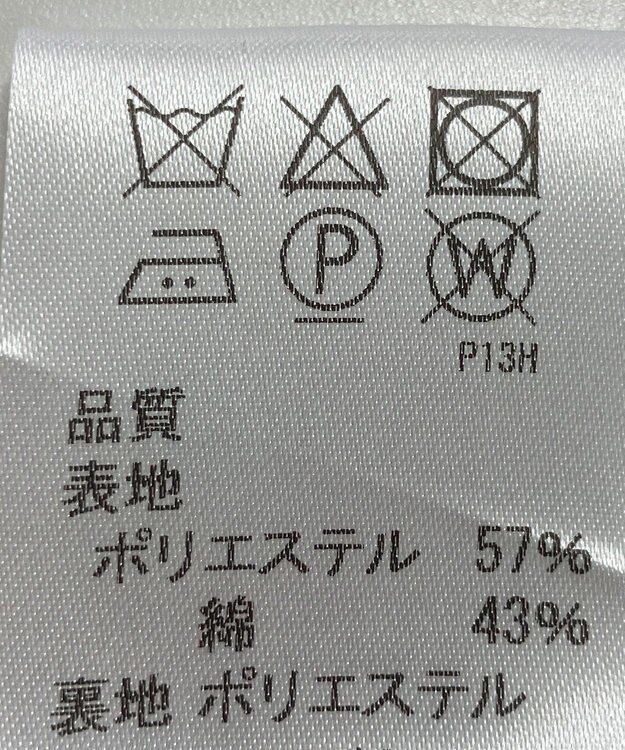 P W
P13H
品質
表地
ポリエステル 57%
綿 43%
裏地 ポリエステル